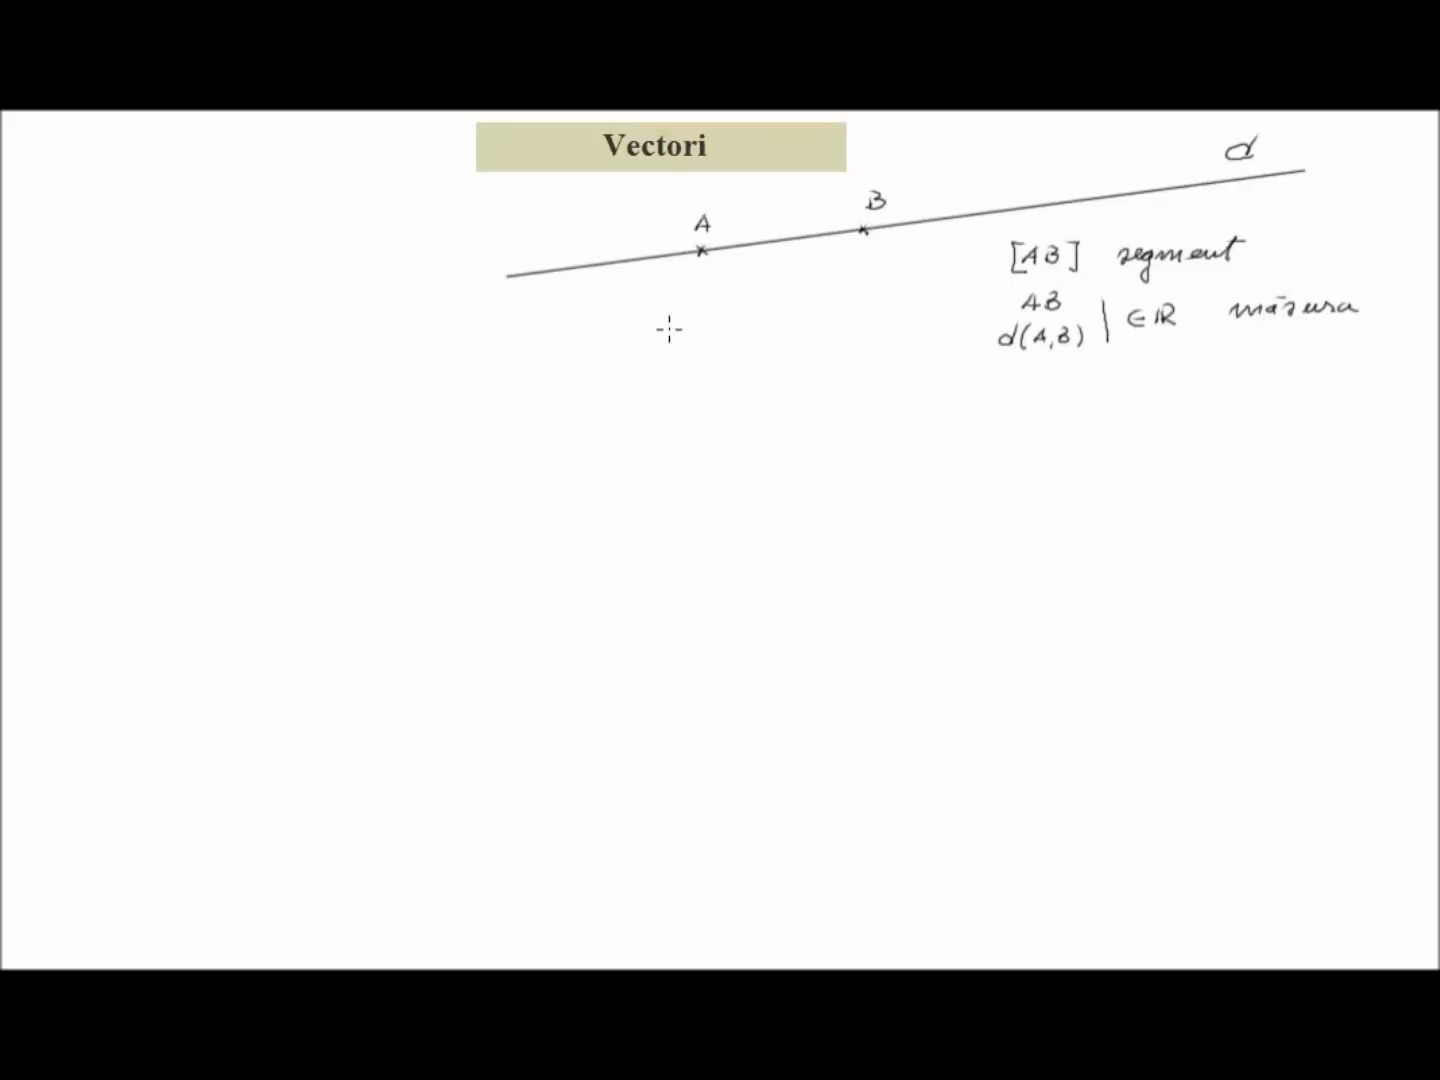 Vectori
d
A B
[AB] segment
AB
d(A,B) | ∈ ℝ măsura